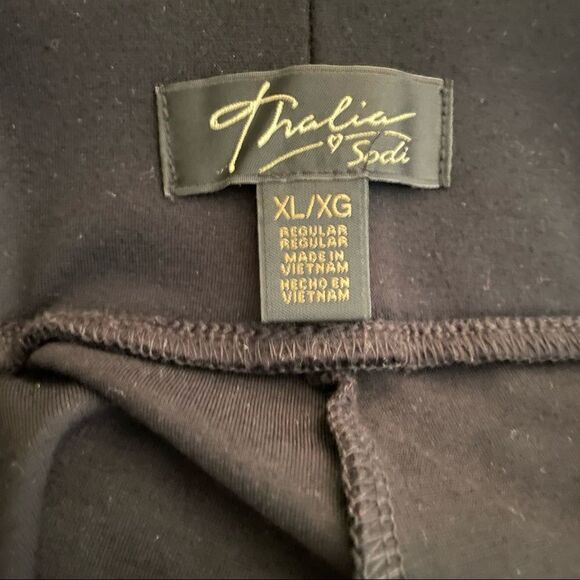 Thalia
Sodi
XL/XG
REGULAR
REGULAR
MADE IN
VIETNAM
HECHO EN
VIETNAM